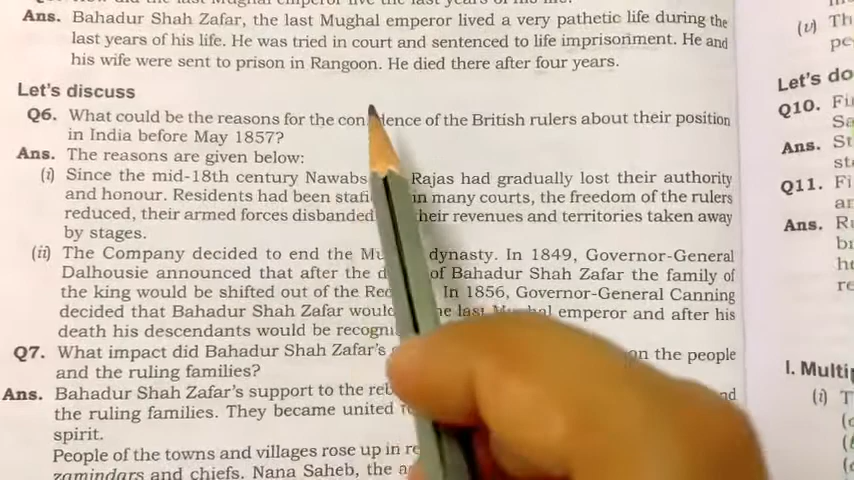 Ans. Bahadur Shah Zafar, the last Mughal emperor lived a very pathetic life during the
last years of his life. He was tried in court and sentenced to life imprisonment. He and
his wife were sent to prison in Rangoon. He died there after four years.
Let's discuss
Q6. What could be the reasons for the of the British rulers about their position
in India before May 1857?
Ans. The reasons are given below:
(i) Since the mid-18th century Nawabs Rajas had gradually lost their authority
and honour. Residents had been in many courts, the freedom of the rulers
reduced, their armed forces disbanded their revenues and territories taken away
by stages.
(ii) The Company decided to end the dynasty. In 1849, Governor-General
Dalhousie announced that after the of Bahadur Shah Zafar the family of
the king would be shifted out of the In 1856, Governor-General Canning
decided that Bahadur Shah Zafar would last Mughal emperor and after his
death his descendants would be
Q7. What impact did Bahadur Shah Zafar's on the people
and the ruling families?
Ans. Bahadur Shah Zafar's support to the
the ruling families. They became united
spirit.
People of the towns and villages rose up in
zamindars and chiefs. Nana Saheb, the
(v) Th
Let's do
Q10.
Ans.
Q11.
Ans.
I.
(i)